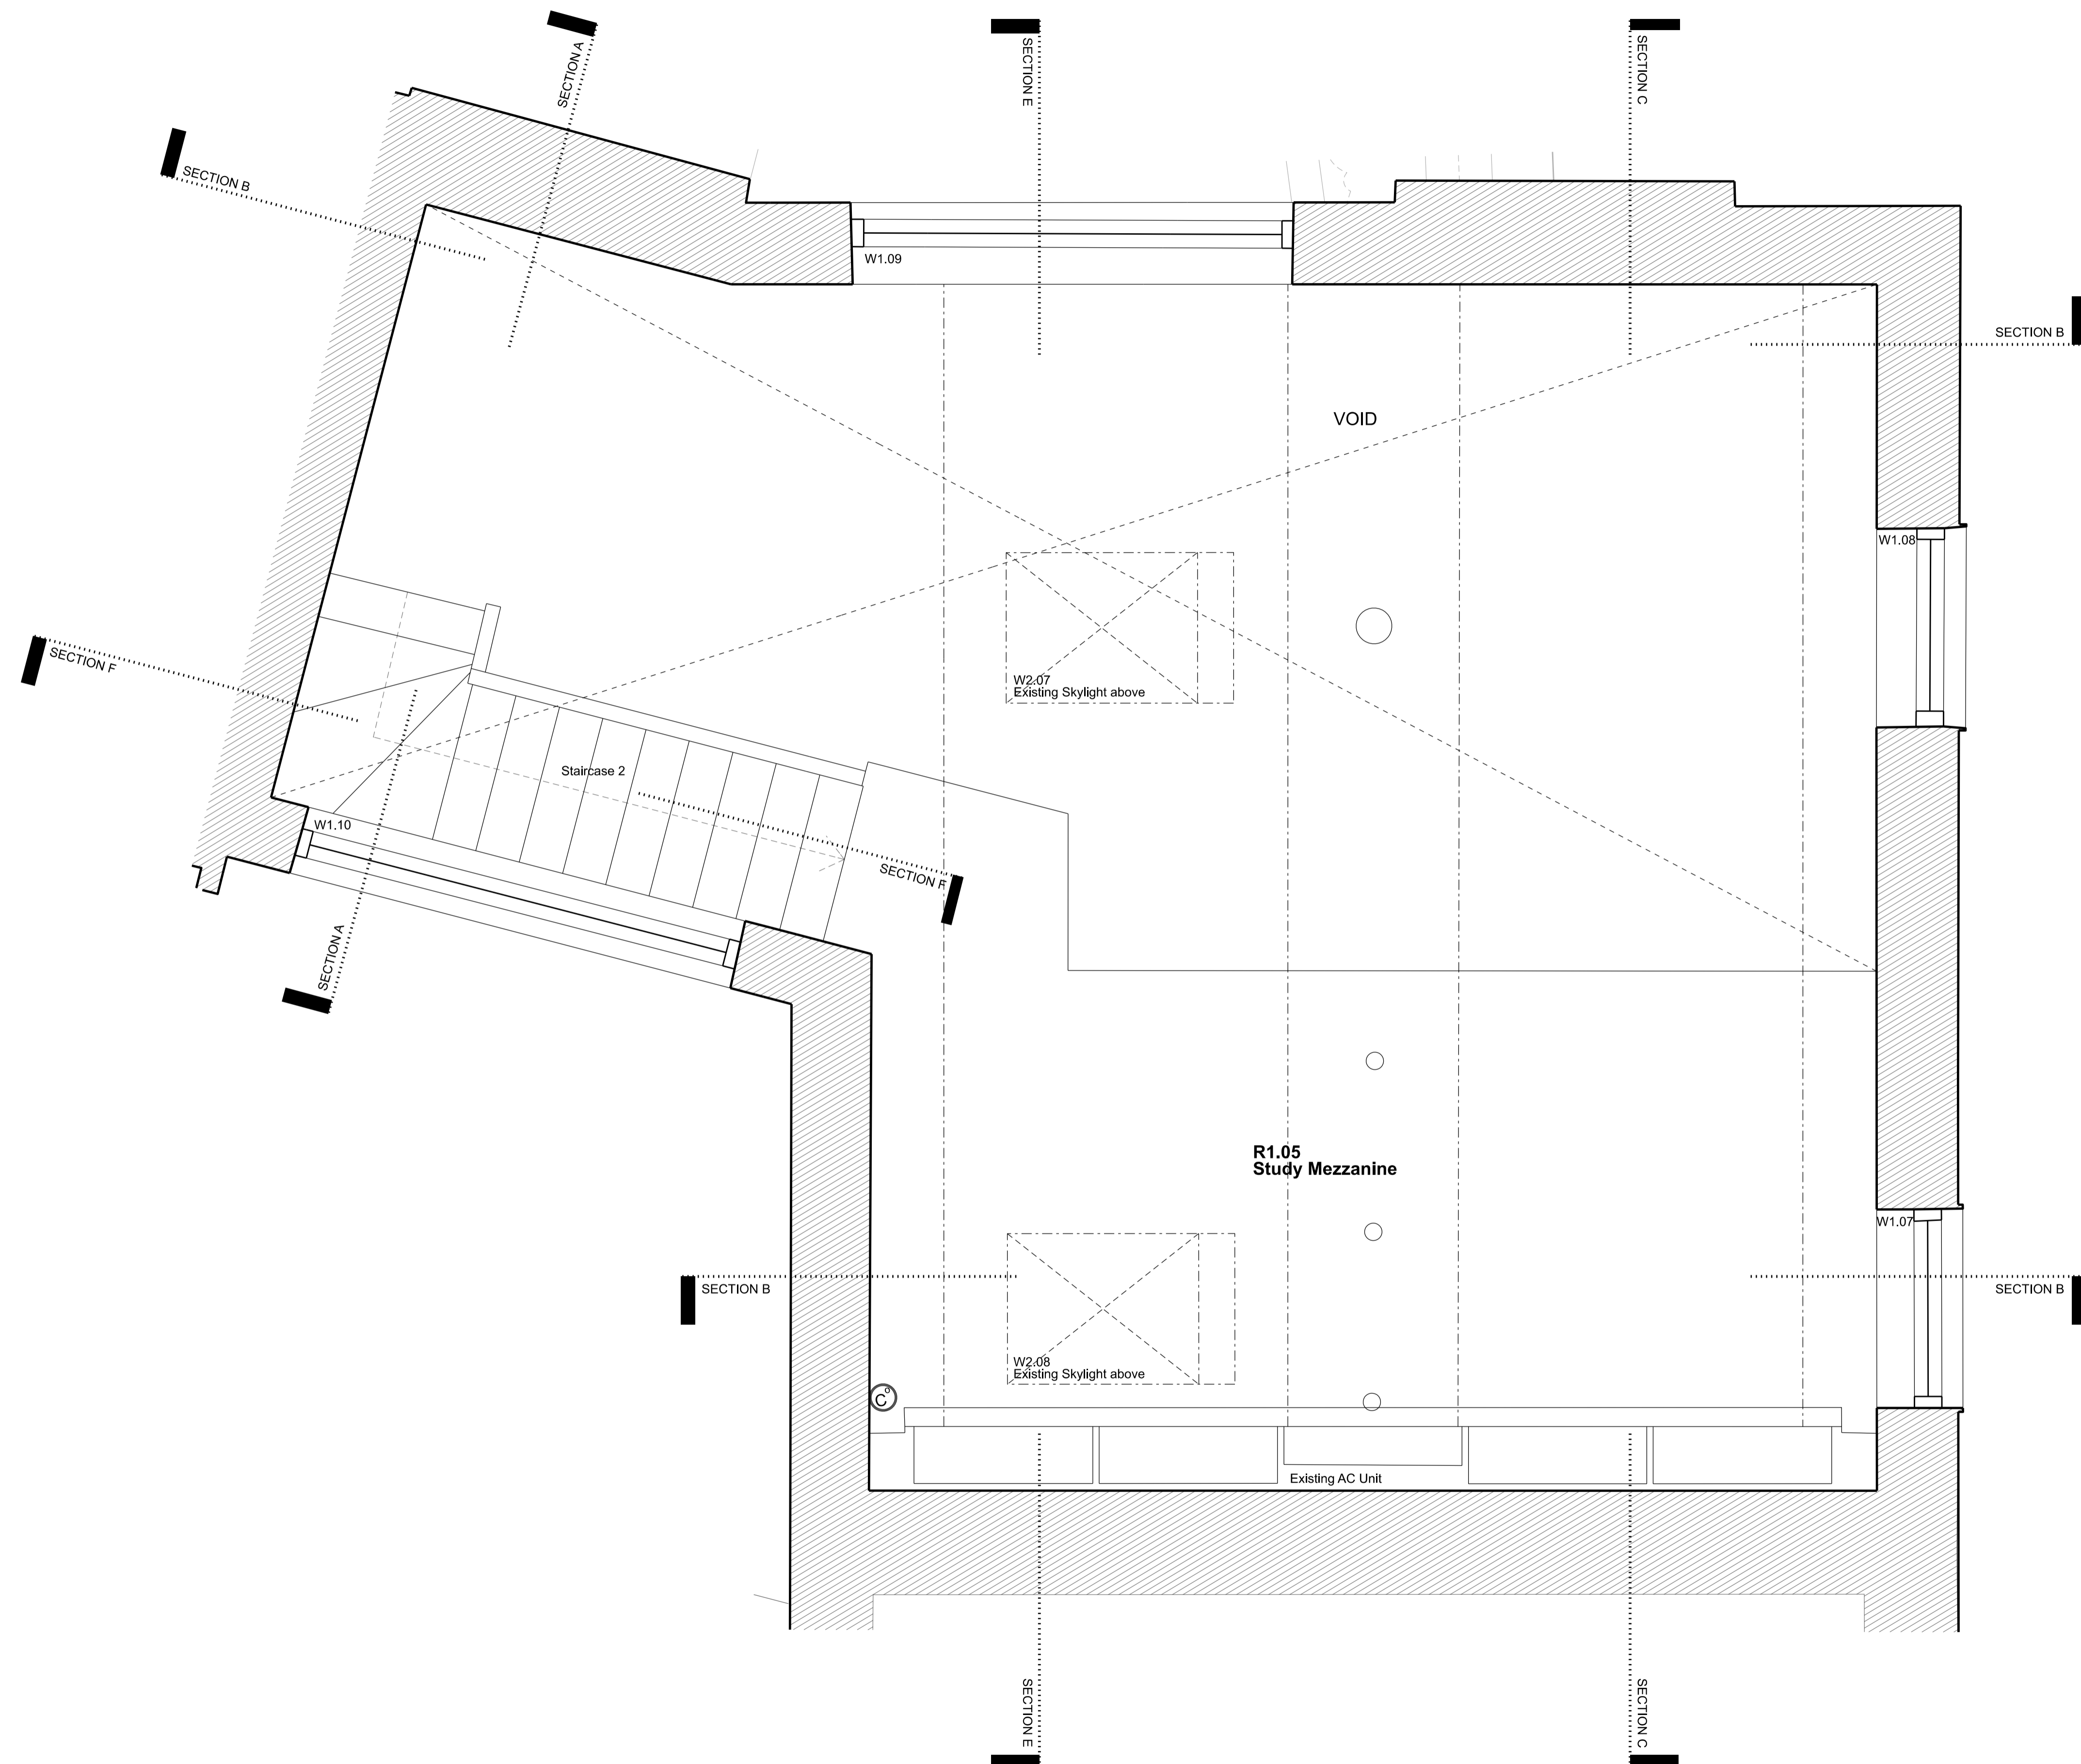 SECTION A
SECTION E
SECTION C
SECTION B
W1.09
SECTION B
VOID
W1.08
SECTION F
W2.07
Existing Skylight above
Staircase 2
W1.10
SECTION F
SECTION A
R1.05
Study Mezzanine
W1.07
SECTION B
SECTION B
W2.08
Existing Skylight above
C
Existing AC Unit
SECTION E
SECTION C